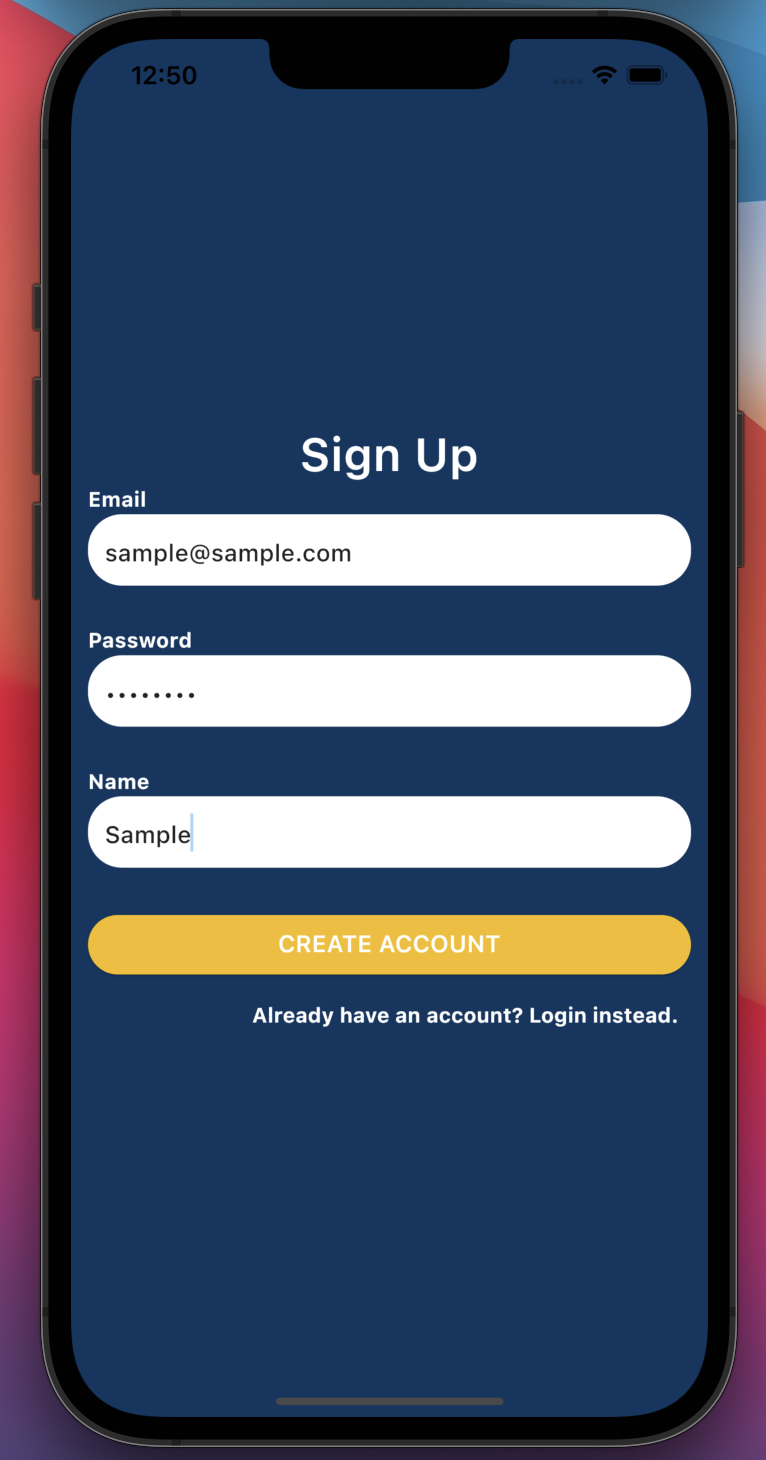 12:50
Sign Up
Email
sample@sample.com
Password
••••••••
Name
Sample
CREATE ACCOUNT
Already have an account? Login instead.